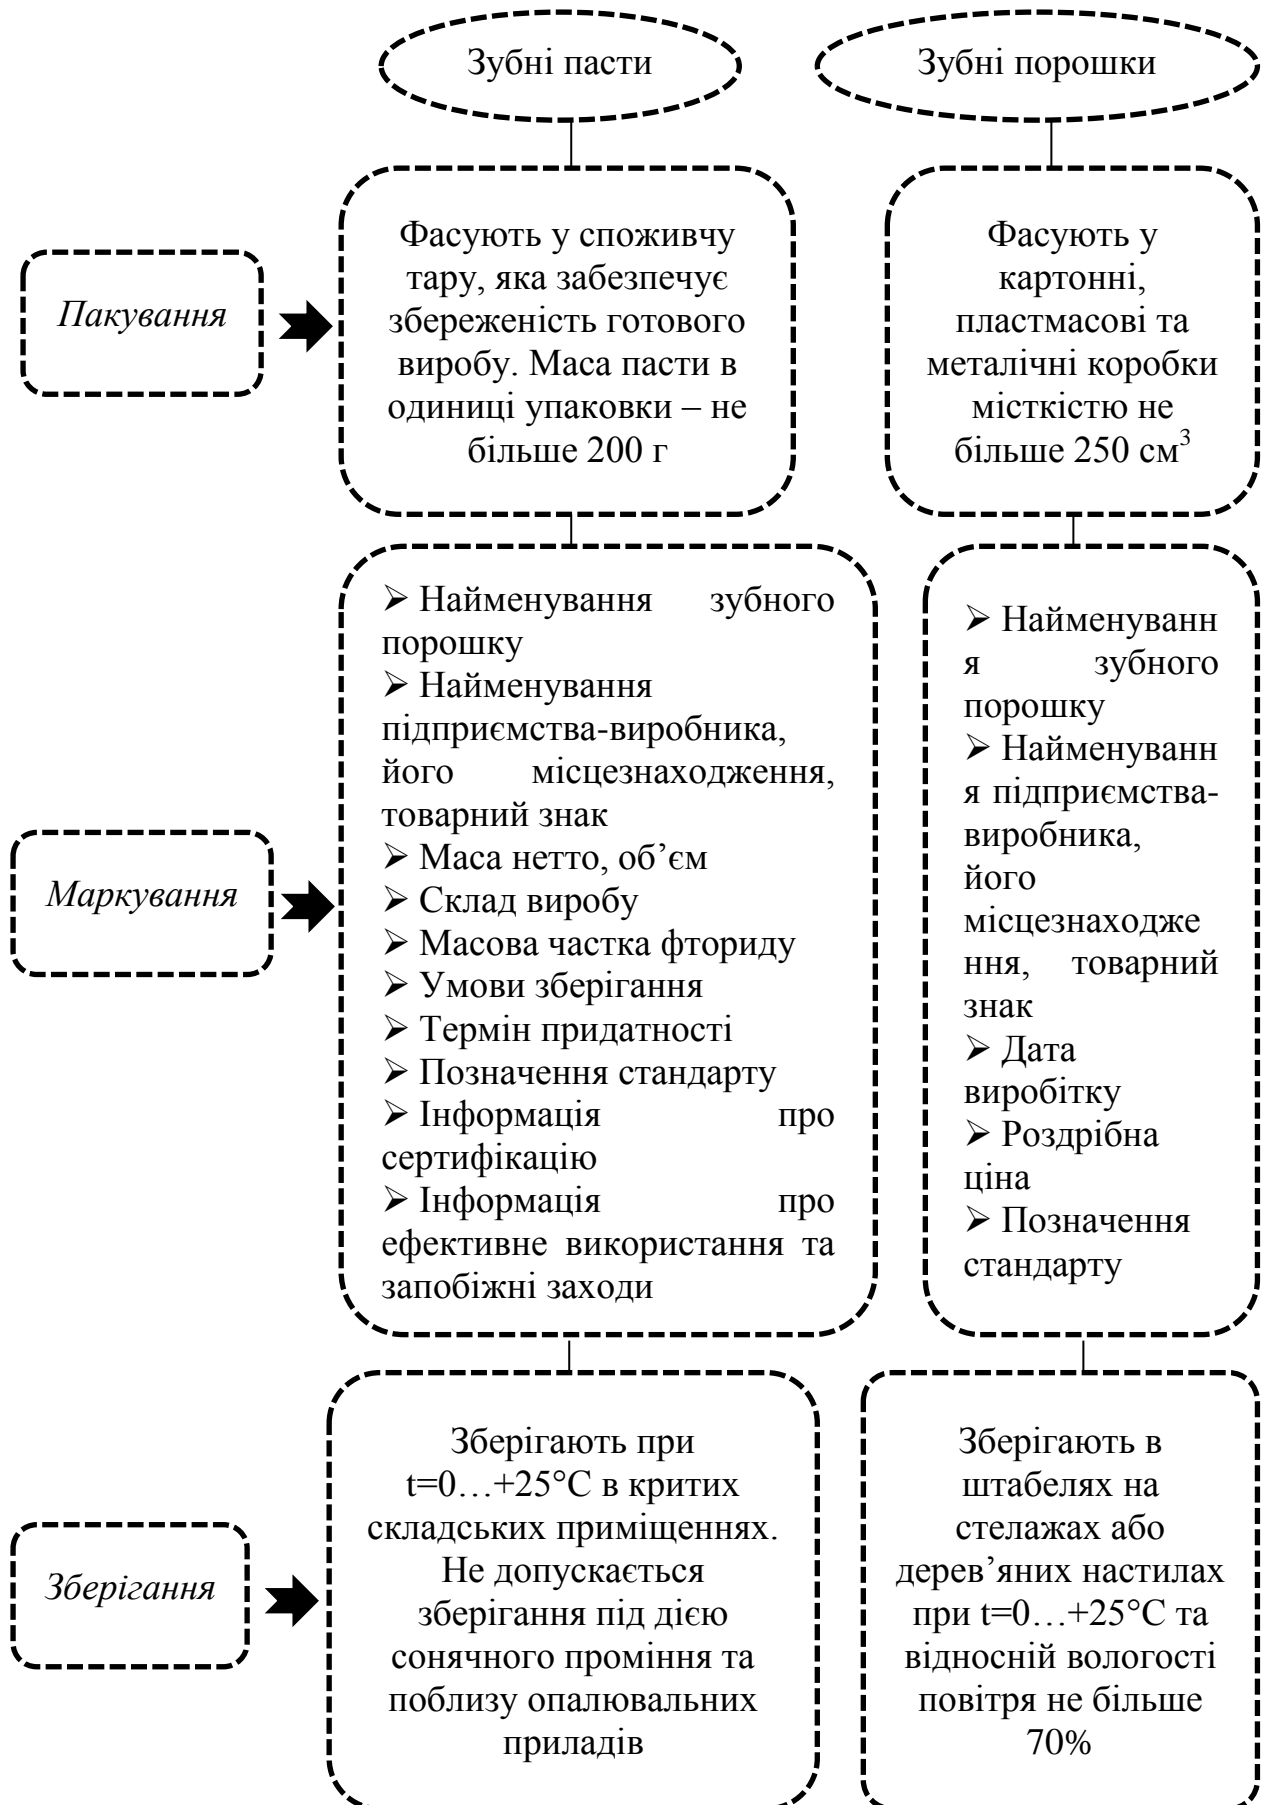 Зубні пасти
Зубні порошки
Пакування
Фасують у споживчу
тару, яка забезпечує
збереженість готового
виробу. Маса пасти в
одиниці упаковки – не
більше 200 г
Фасують у
картонні,
пластмасові та
металічні коробки
місткістю не
більше 250 см³
Маркування
➢ Найменування зубного
порошку
➢ Найменування
підприємства-виробника,
його місцезнаходження,
товарний знак
➢ Маса нетто, об’єм
➢ Склад виробу
➢ Масова частка фториду
➢ Умови зберігання
➢ Термін придатності
➢ Позначення стандарту
➢ Інформація про
сертифікацію
➢ Інформація про
ефективне використання та
запобіжні заходи
➢ Найменуванн
я зубного
порошку
➢ Найменуванн
я підприємства-
виробника,
його
місцезнаходже
ння, товарний
знак
➢ Дата
виробітку
➢ Роздрібна
ціна
➢ Позначення
стандарту
Зберігання
Зберігають при
t=0…+25°С в критих
складських приміщеннях.
Не допускається
зберігання під дією
сонячного проміння та
поблизу опалювальних
приладів
Зберігають в
штабелях на
стелажах або
дерев’яних настилах
при t=0…+25°С та
відносній вологості
повітря не більше
70%